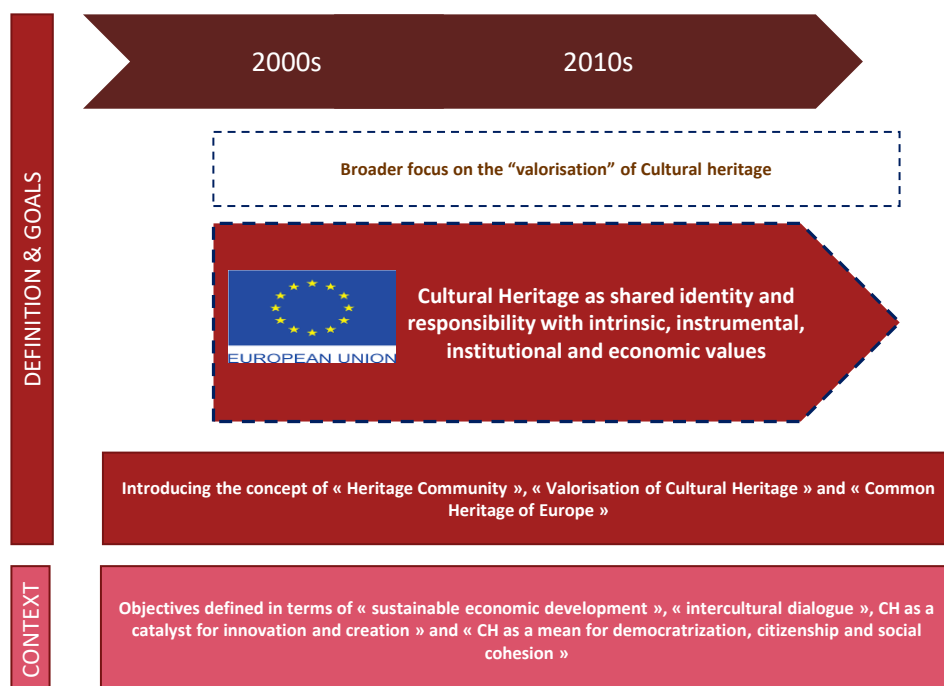 2000s
2010s
DEFINITION & GOALS
Broader focus on the “valorisation” of Cultural heritage
EUROPEAN UNION
Cultural Heritage as shared identity and
responsibility with intrinsic, instrumental,
institutional and economic values
Introducing the concept of « Heritage Community », « Valorisation of Cultural Heritage » and « Common
Heritage of Europe »
CONTEXT
Objectives defined in terms of « sustainable economic development », « intercultural dialogue », CH as a
catalyst for innovation and creation » and « CH as a mean for democratrization, citizenship and social
cohesion »